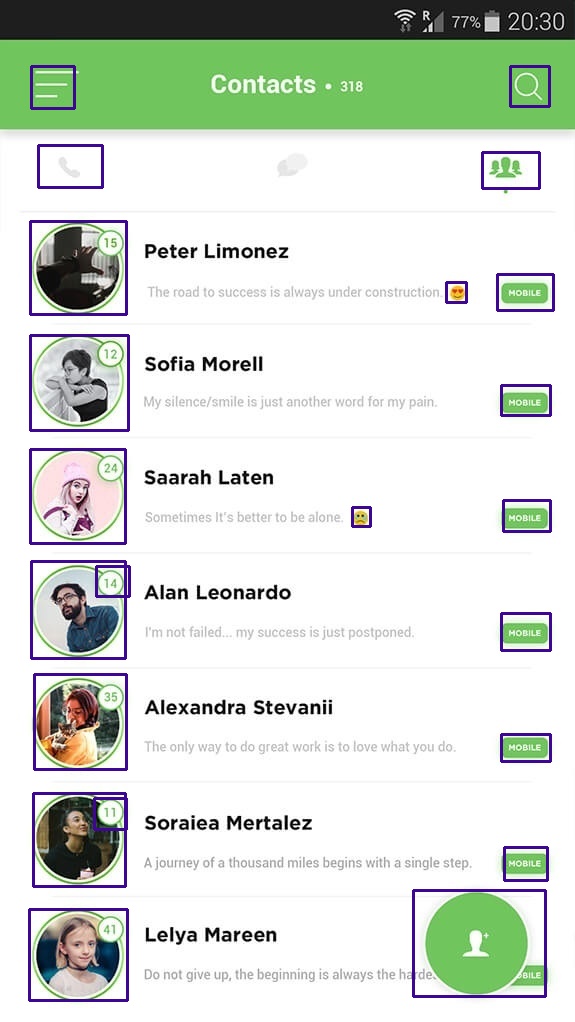 R 77% 20:30
Contacts • 318
15
Peter Limonez
The road to success is always under construction. 😍 MOBILE
12
Sofia Morell
My silence/smile is just another word for my pain. MOBILE
24
Saarah Laten
Sometimes It's better to be alone. MOBILE
14
Alan Leonardo
I'm not failed... my success is just postponed. MOBILE
35
Alexandra Stevanii
The only way to do great work is to love what you do. MOBILE
11
Soraiea Mertalez
A journey of a thousand miles begins with a single step. MOBILE
41
Lelya Mareen
Do not give up, the beginning is always the